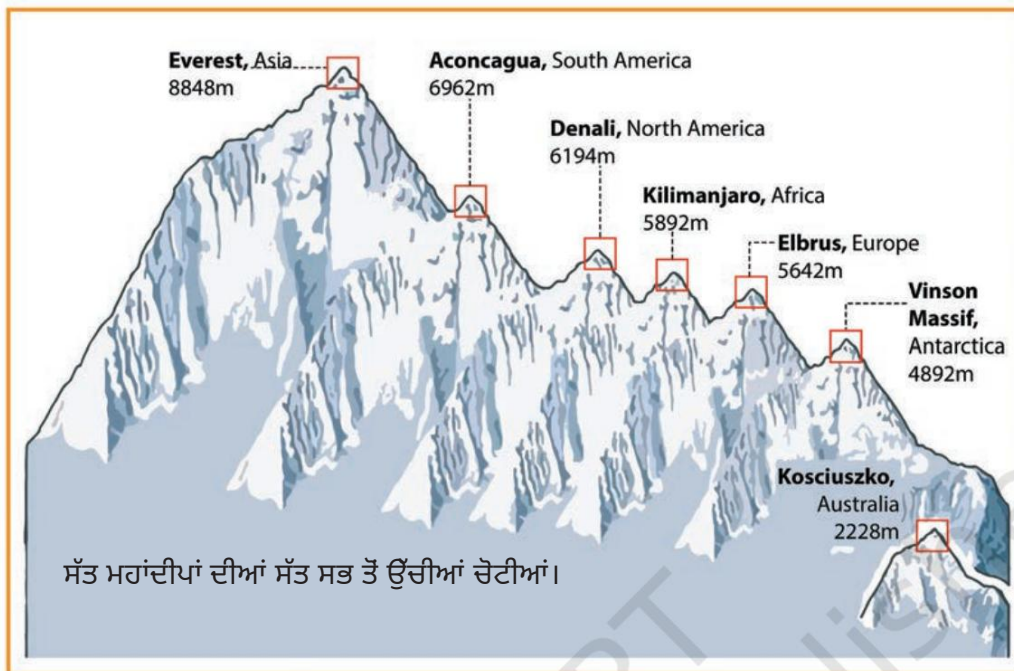 Everest, Asia
8848m
Aconcagua, South America
6962m
Denali, North America
6194m
Kilimanjaro, Africa
5892m
Elbrus, Europe
5642m
Vinson
Massif,
Antarctica
4892m
Kosciuszko,
Australia
2228m
ਸੱਤ ਮਹਾਂਦੀਪਾਂ ਦੀਆਂ ਸੱਤ ਸਭ ਤੋਂ ਉੱਚੀਆਂ ਚੋਟੀਆਂ।